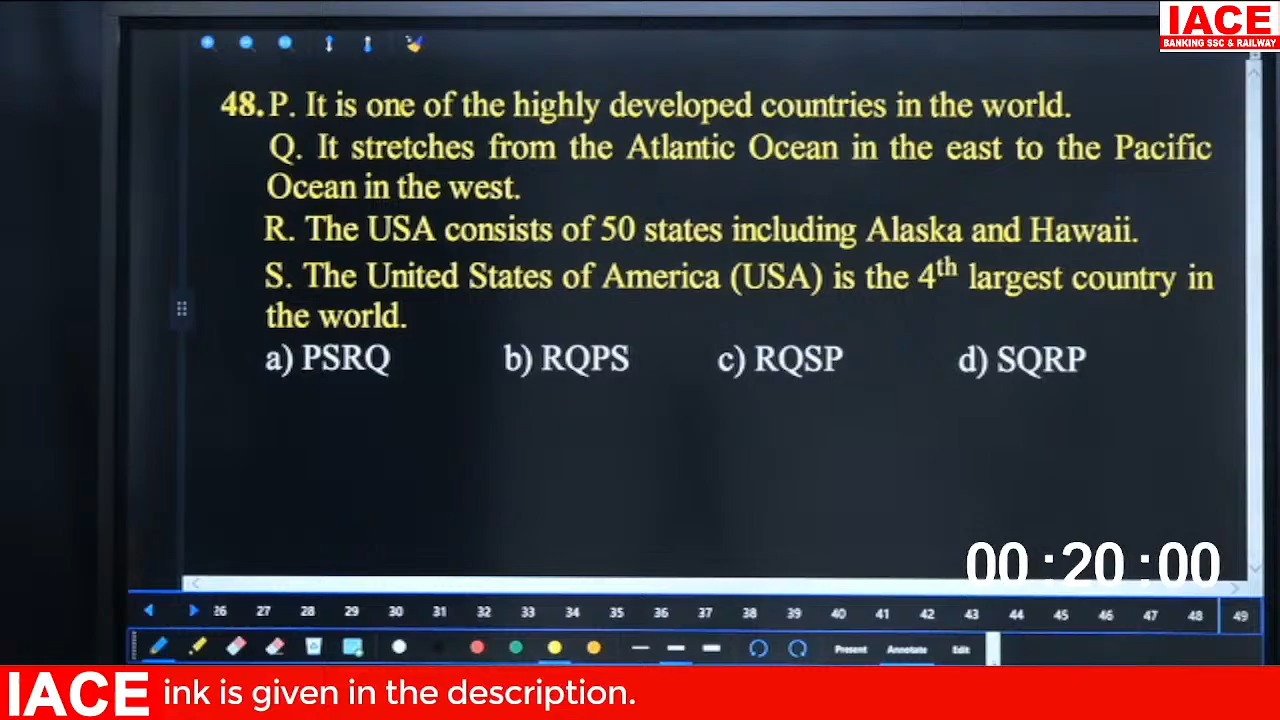 IACE
BANKING SSC & RAILWAY
48. P. It is one of the highly developed countries in the world.
Q. It stretches from the Atlantic Ocean in the east to the Pacific
Ocean in the west.
R. The USA consists of 50 states including Alaska and Hawaii.
S. The United States of America (USA) is the 4th largest country in
the world.
a) PSRQ b) RQPS c) RQSP d) SQRP
00:20:00
26 27 28 29 30 31 32 33 34 35 36 37 38 39 40 41 42 43 44 45 46 47 48 49
Present Annotate Edit
IACE ink is given in the description.